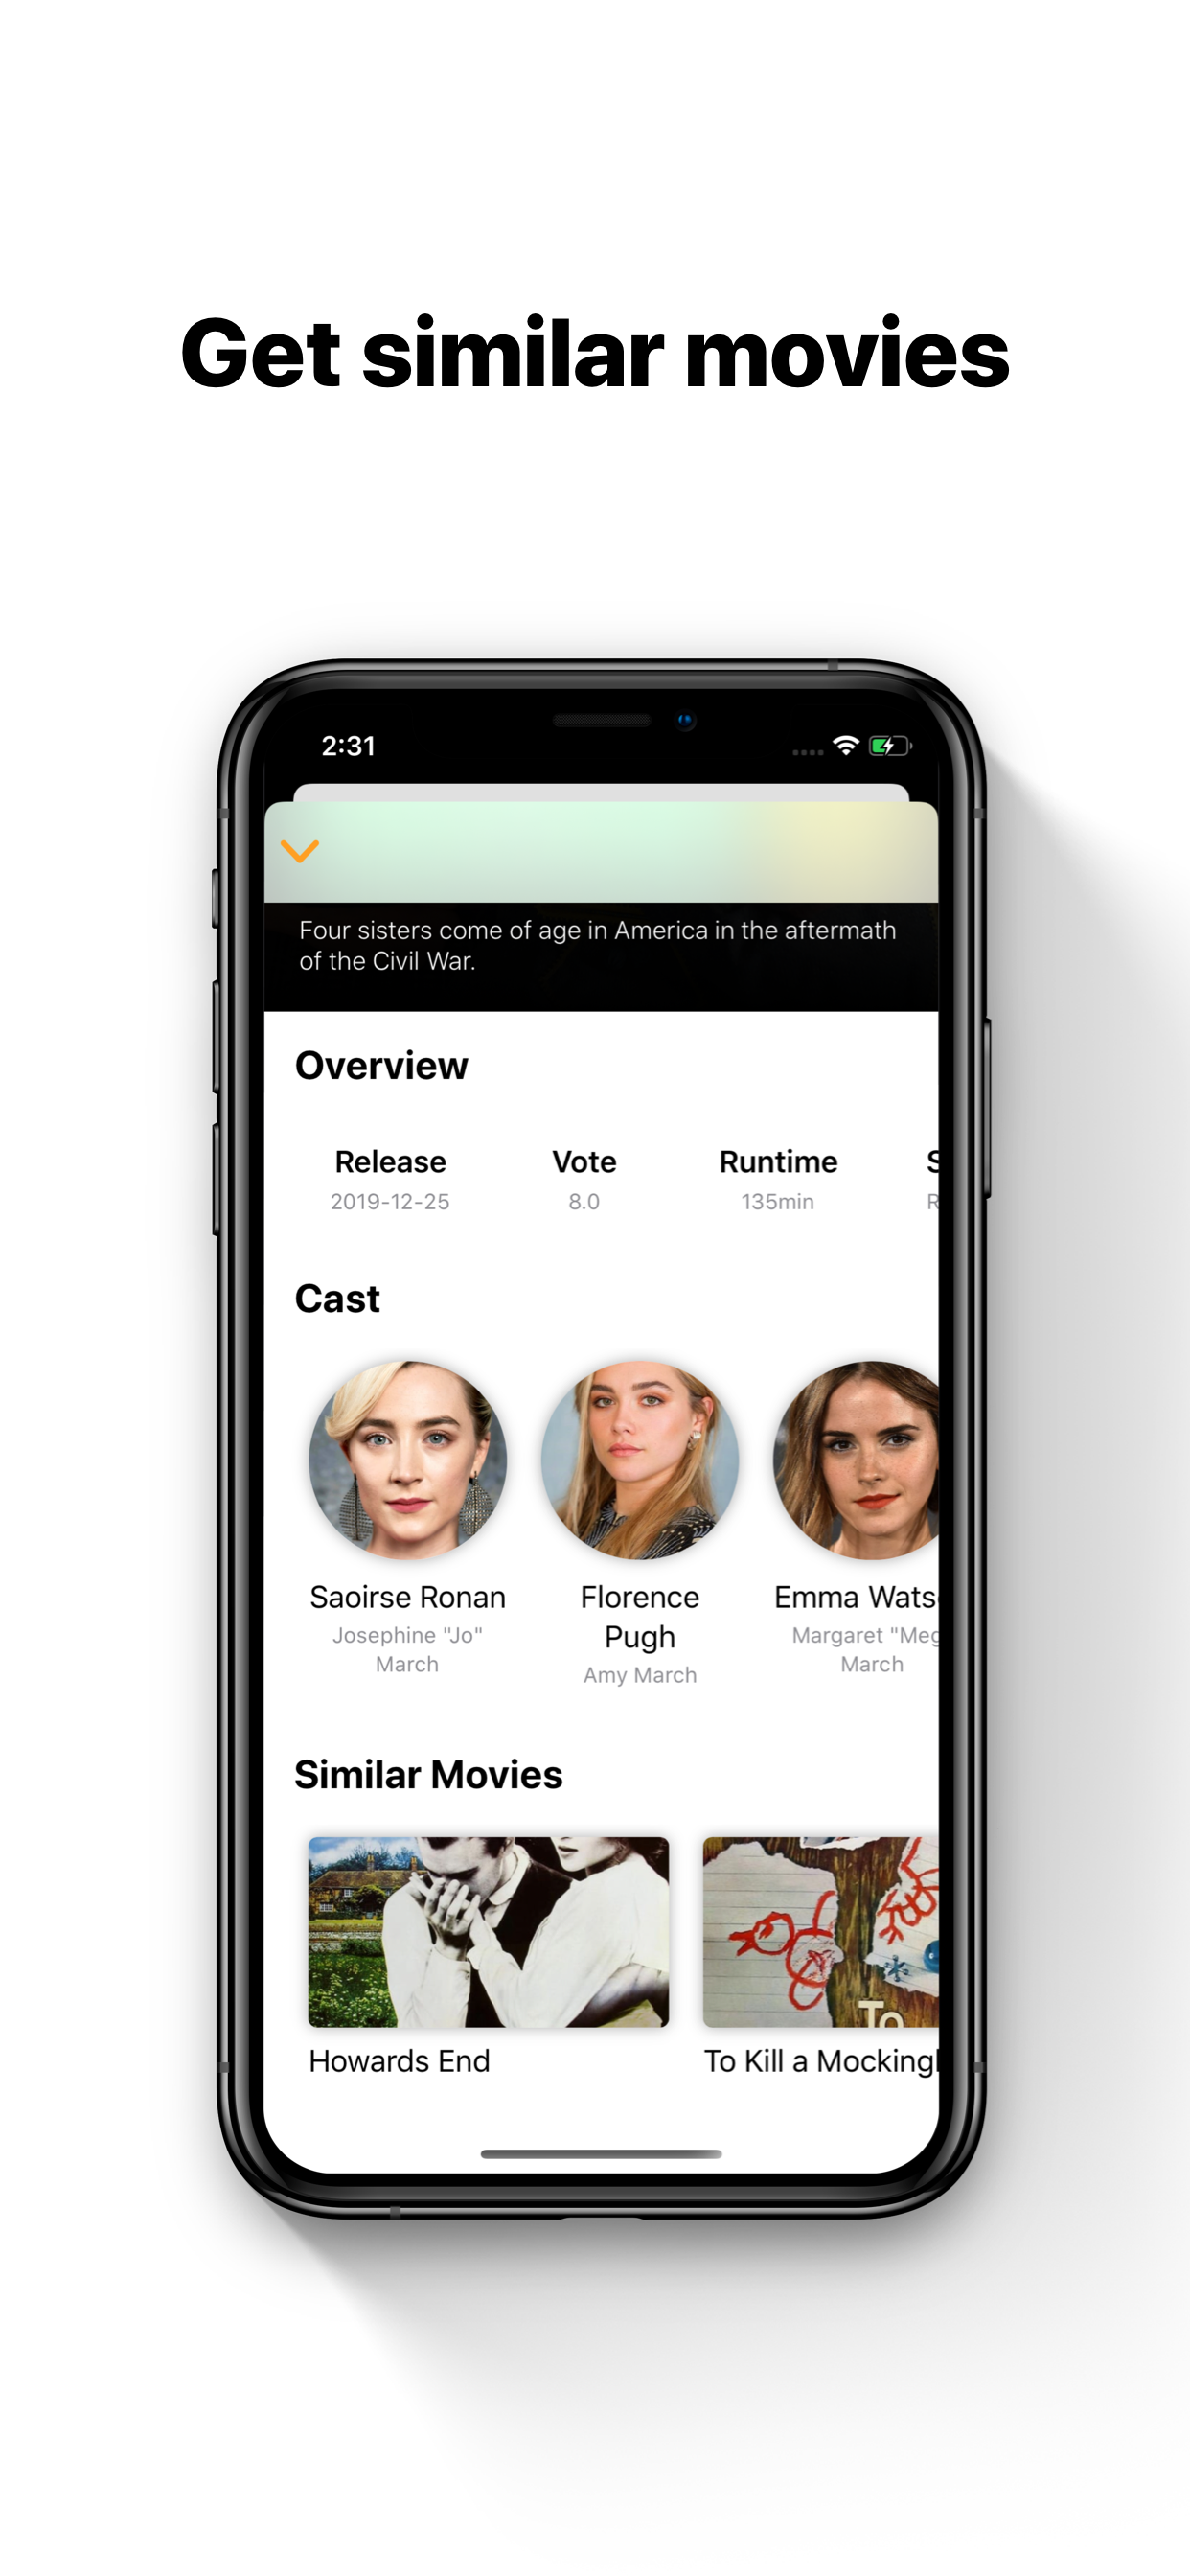 Get similar movies
2:31
Four sisters come of age in America in the aftermath
of the Civil War.
Overview
Release Vote Runtime
2019-12-25 8.0 135min
Cast
Saoirse Ronan Florence Pugh Emma
Josephine "Jo" March Amy March Margaret "Meg March
Similar Movies
To
Howards End To Kill a